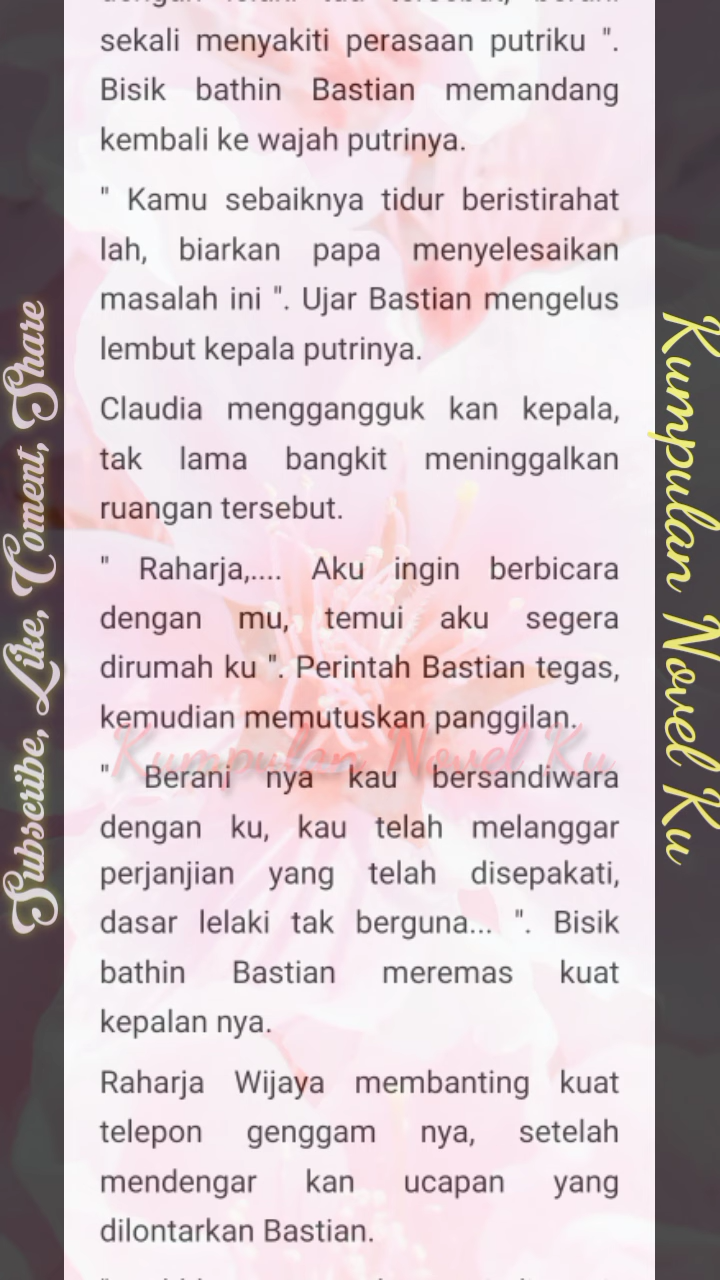 sekali menyakiti perasaan putriku ".
Bisik bathin Bastian memandang
kembali ke wajah putrinya.
" Kamu sebaiknya tidur beristirahat
lah, biarkan papa menyelesaikan
masalah ini ". Ujar Bastian mengelus
lembut kepala putrinya.
Claudia menggangguk kan kepala,
tak lama bangkit meninggalkan
ruangan tersebut.
" Raharja,.... Aku ingin berbicara
dengan mu, temui aku segera
dirumah ku ". Perintah Bastian tegas,
kemudian memutuskan panggilan.
Kumpulan Novel Ku
" Berani nya kau bersandiwara
dengan ku, kau telah melanggar
perjanjian yang telah disepakati,
dasar lelaki tak berguna... ". Bisik
bathin Bastian meremas kuat
kepalan nya.
Raharja Wijaya membanting kuat
telepon genggam nya, setelah
mendengar kan ucapan yang
dilontarkan Bastian.
Subscribe, Like, Coment, Share
Kumpulan Novel Ku